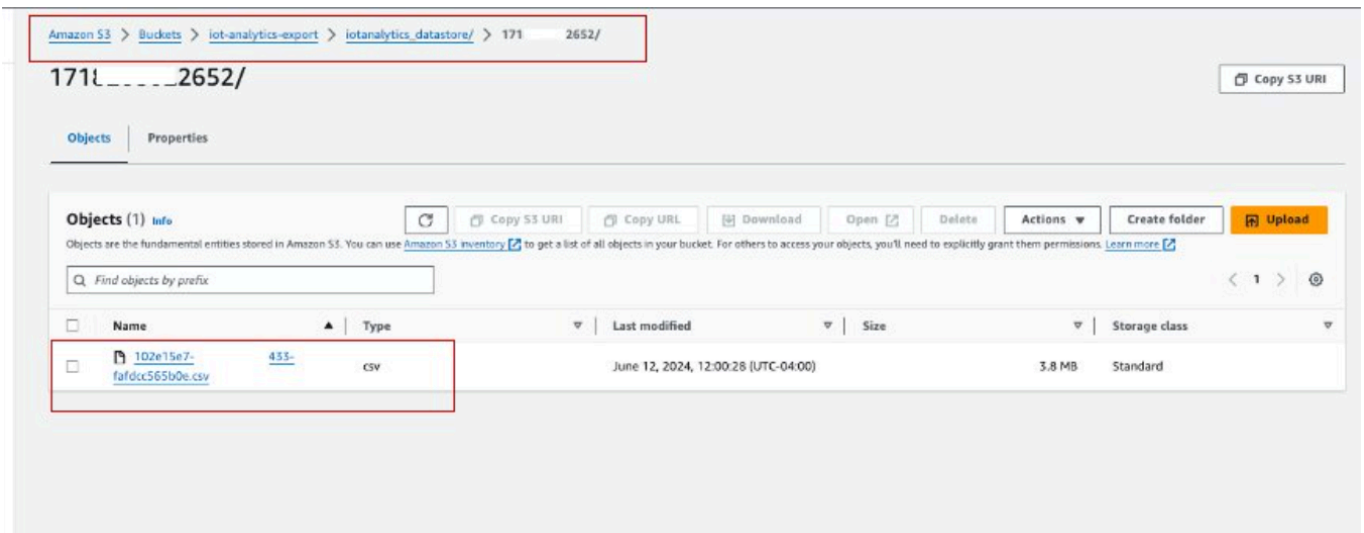 Amazon S3 > Buckets > iot-analytics-export > iotanalytics_datastore/ > 171 2652/
2652/
Copy S3 URI
Objects Properties
Objects (1) Info Copy S3 URI Copy URL Download Open Delete Actions Create folder Upload
Objects are the fundamental entities stored in Amazon S3. You can use Amazon S3 inventory to get a list of all objects in your bucket. For others to access your objects, you'll need to explicitly grant them permissions. Learn more
Find objects by prefix
< 1 >
Name Type Last modified Size Storage class
102e15e7- 433-
fafdcc565b0e.csv
csv June 12, 2024, 12:00:28 (UTC-04:00) 3.8 MB Standard